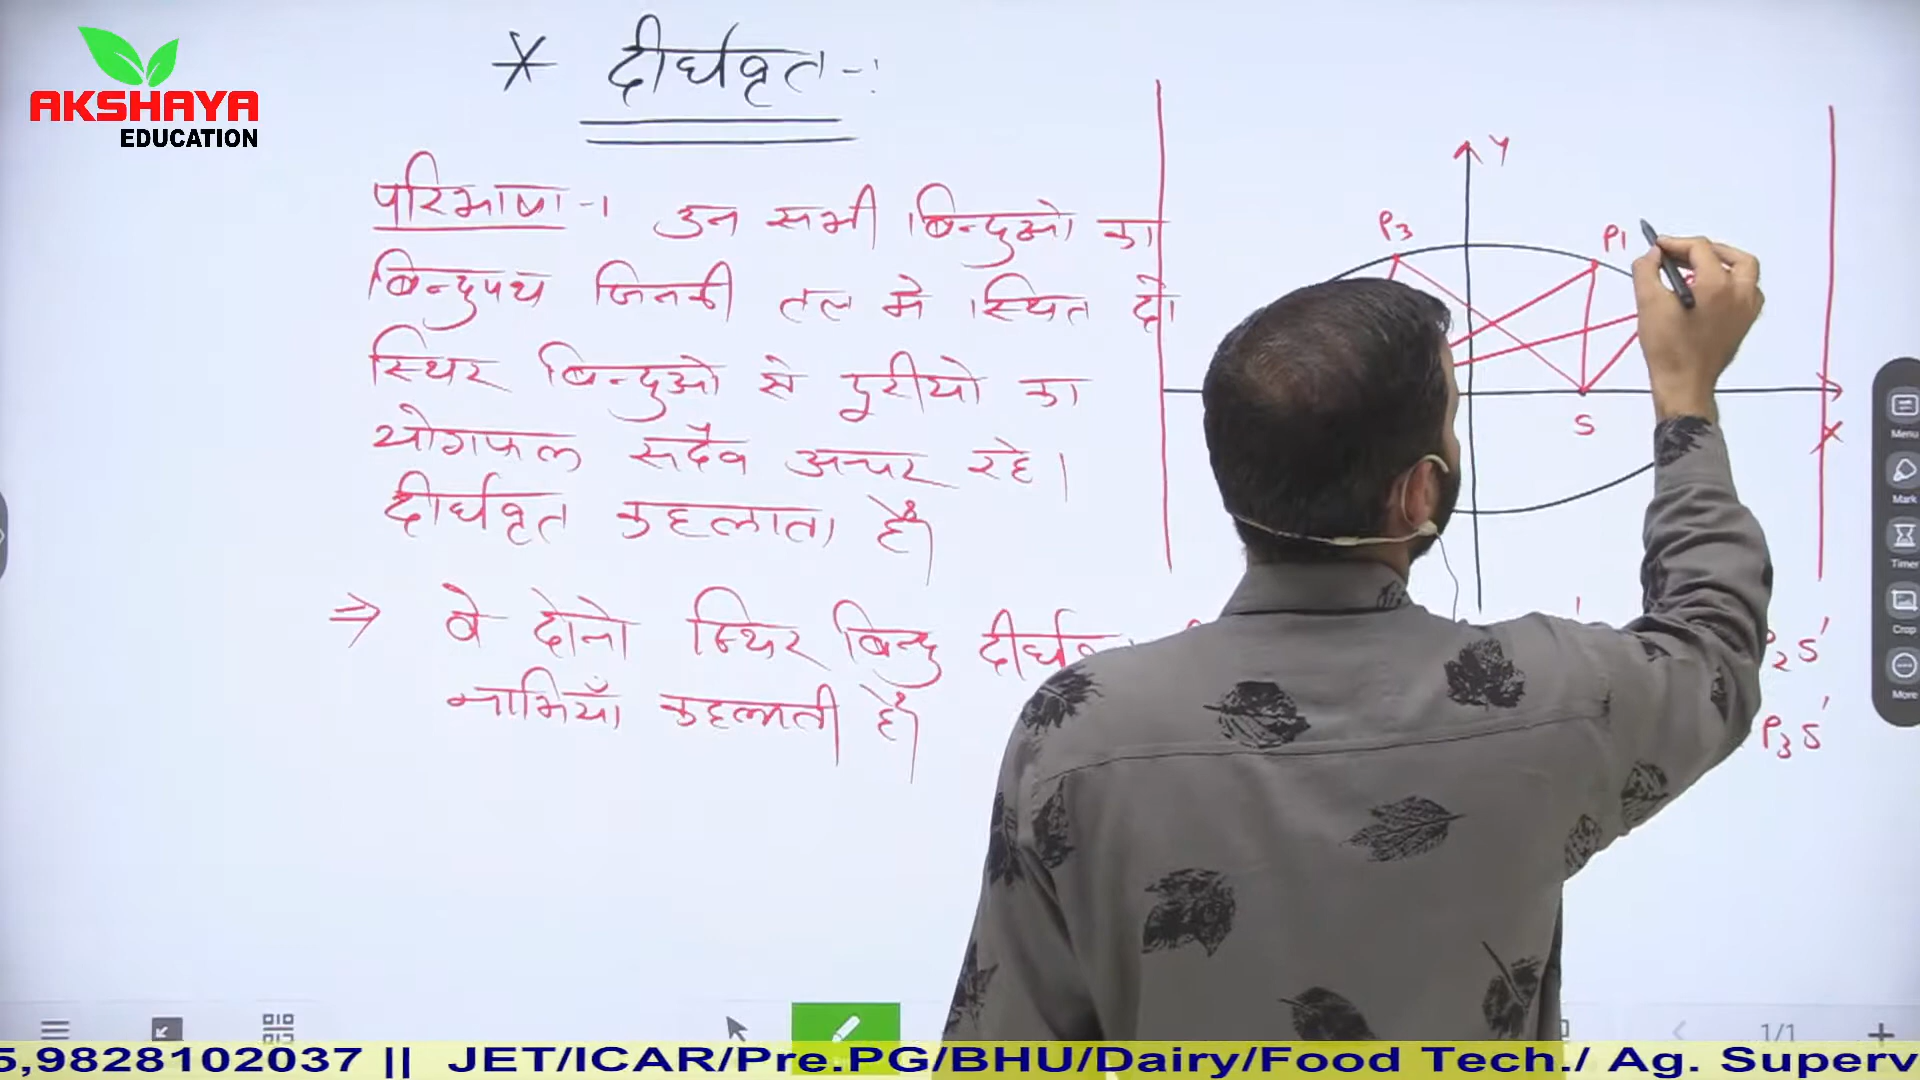 AKSHAYA
EDUCATION
* दीर्घवृत -:
परिभाषा -। उन सभी बिन्दुओ का
बिन्दुपथ जिनकी तल मे स्थित दो
स्थिर बिन्दुओ से दूरीयो का
योगफल सदैव अचर रहे।
दीर्घवृत कहलाता है।
⇒ वे दोनो स्थिर बिन्दु
नाभियाँ कहलाती है।
Y
P3
P1
S
X
P2S'
P3S'
Menu
Mark
Timer
Crop
More
1/1
5,9828102037 || JET/ICAR/Pre.PG/BHU/Dairy/Food Tech./ Ag. Superv